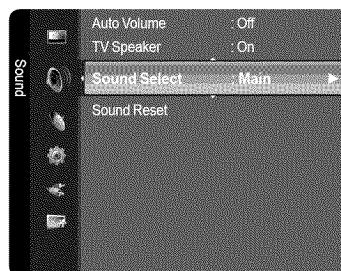 Sound
Auto Volume : Off
TV Speaker : On
Sound Select : Main
Sound Reset